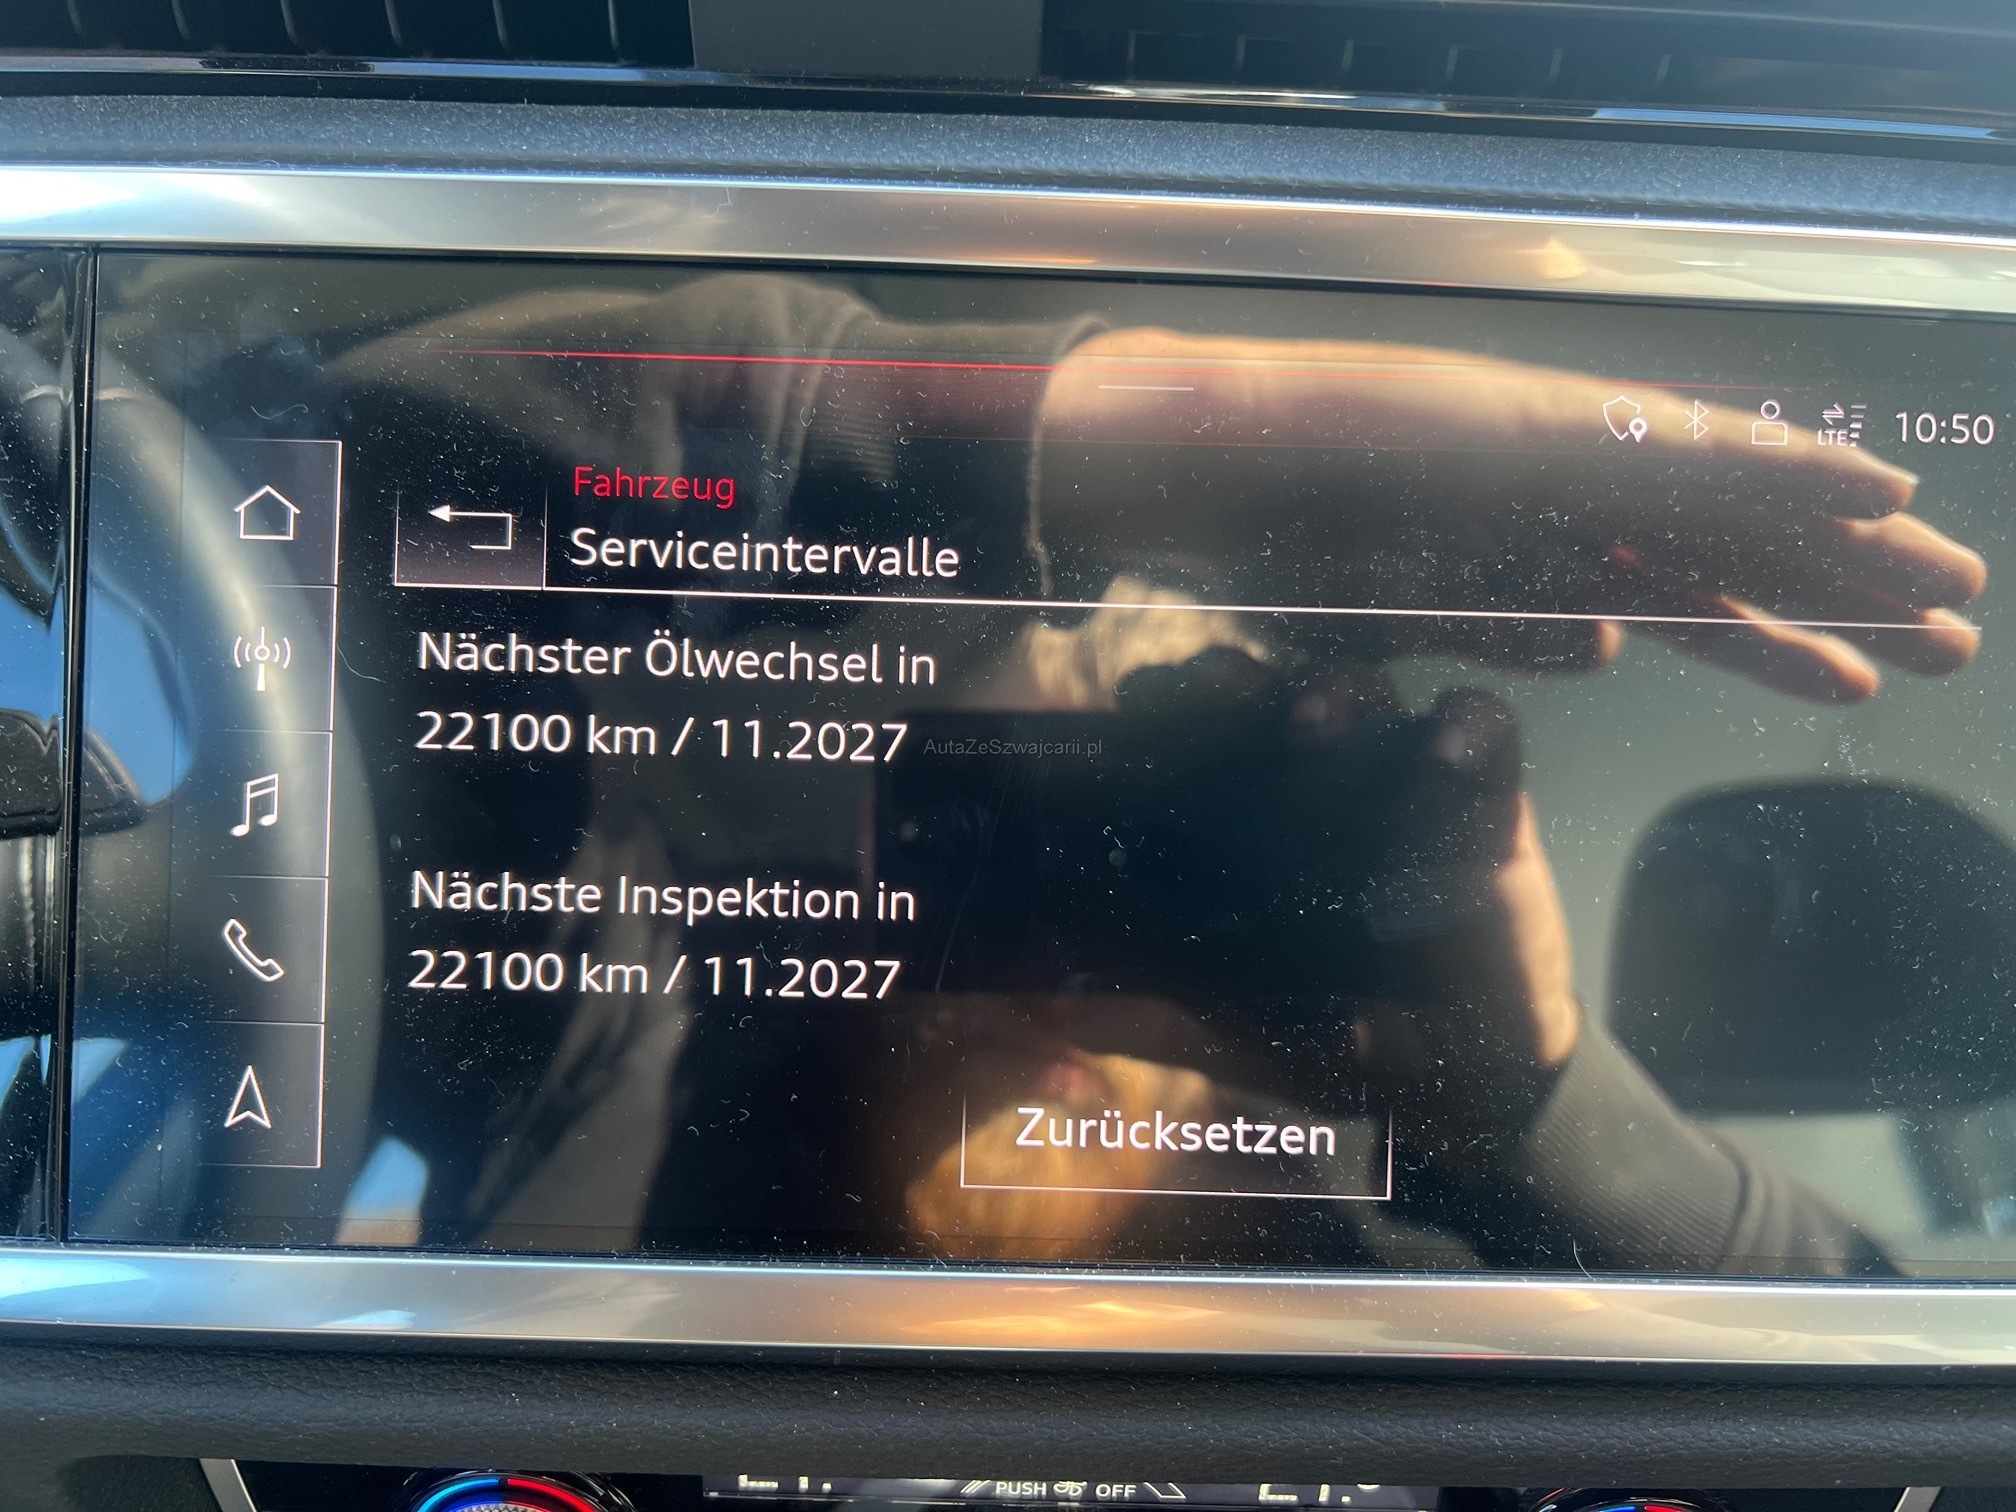 LTE
10:50
Fahrzeug
Serviceintervalle
Nächster Ölwechsel in
22100 km / 11.2027
AutaZeSzwajcarii.pl
Nächste Inspektion in
22100 km / 11.2027
Zurücksetzen
PUSH OFF